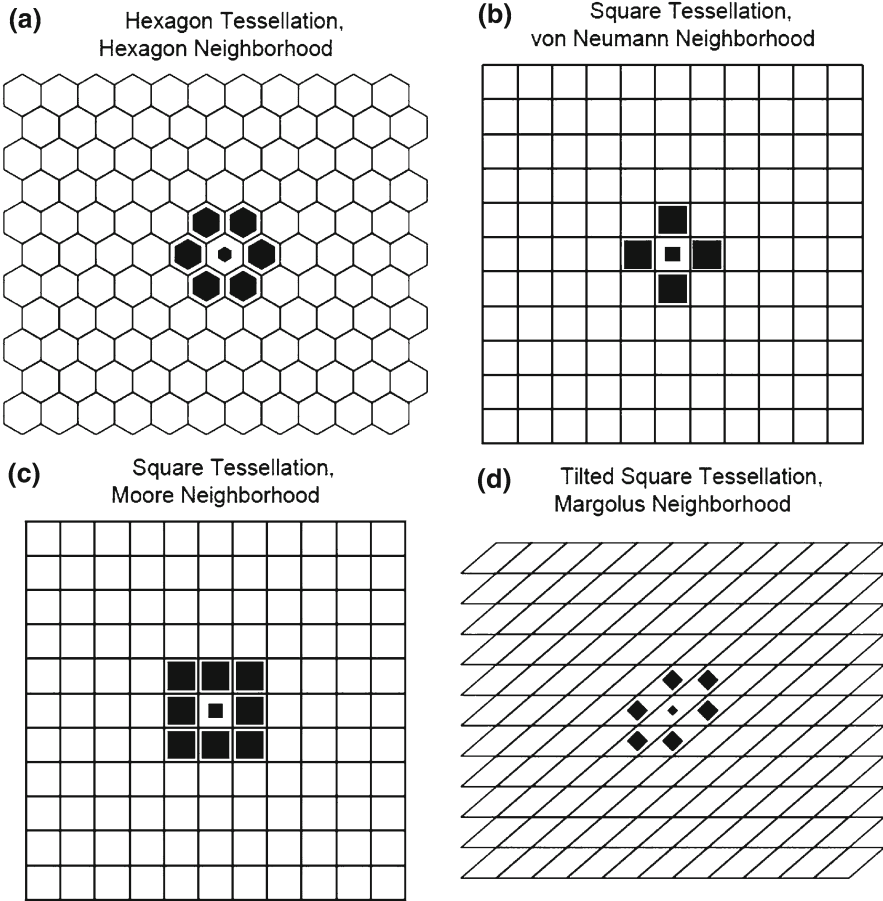 (a)
Hexagon Tessellation,
Hexagon Neighborhood
(b)
Square Tessellation,
von Neumann Neighborhood
(c)
Square Tessellation,
Moore Neighborhood
(d)
Tilted Square Tessellation,
Margolus Neighborhood